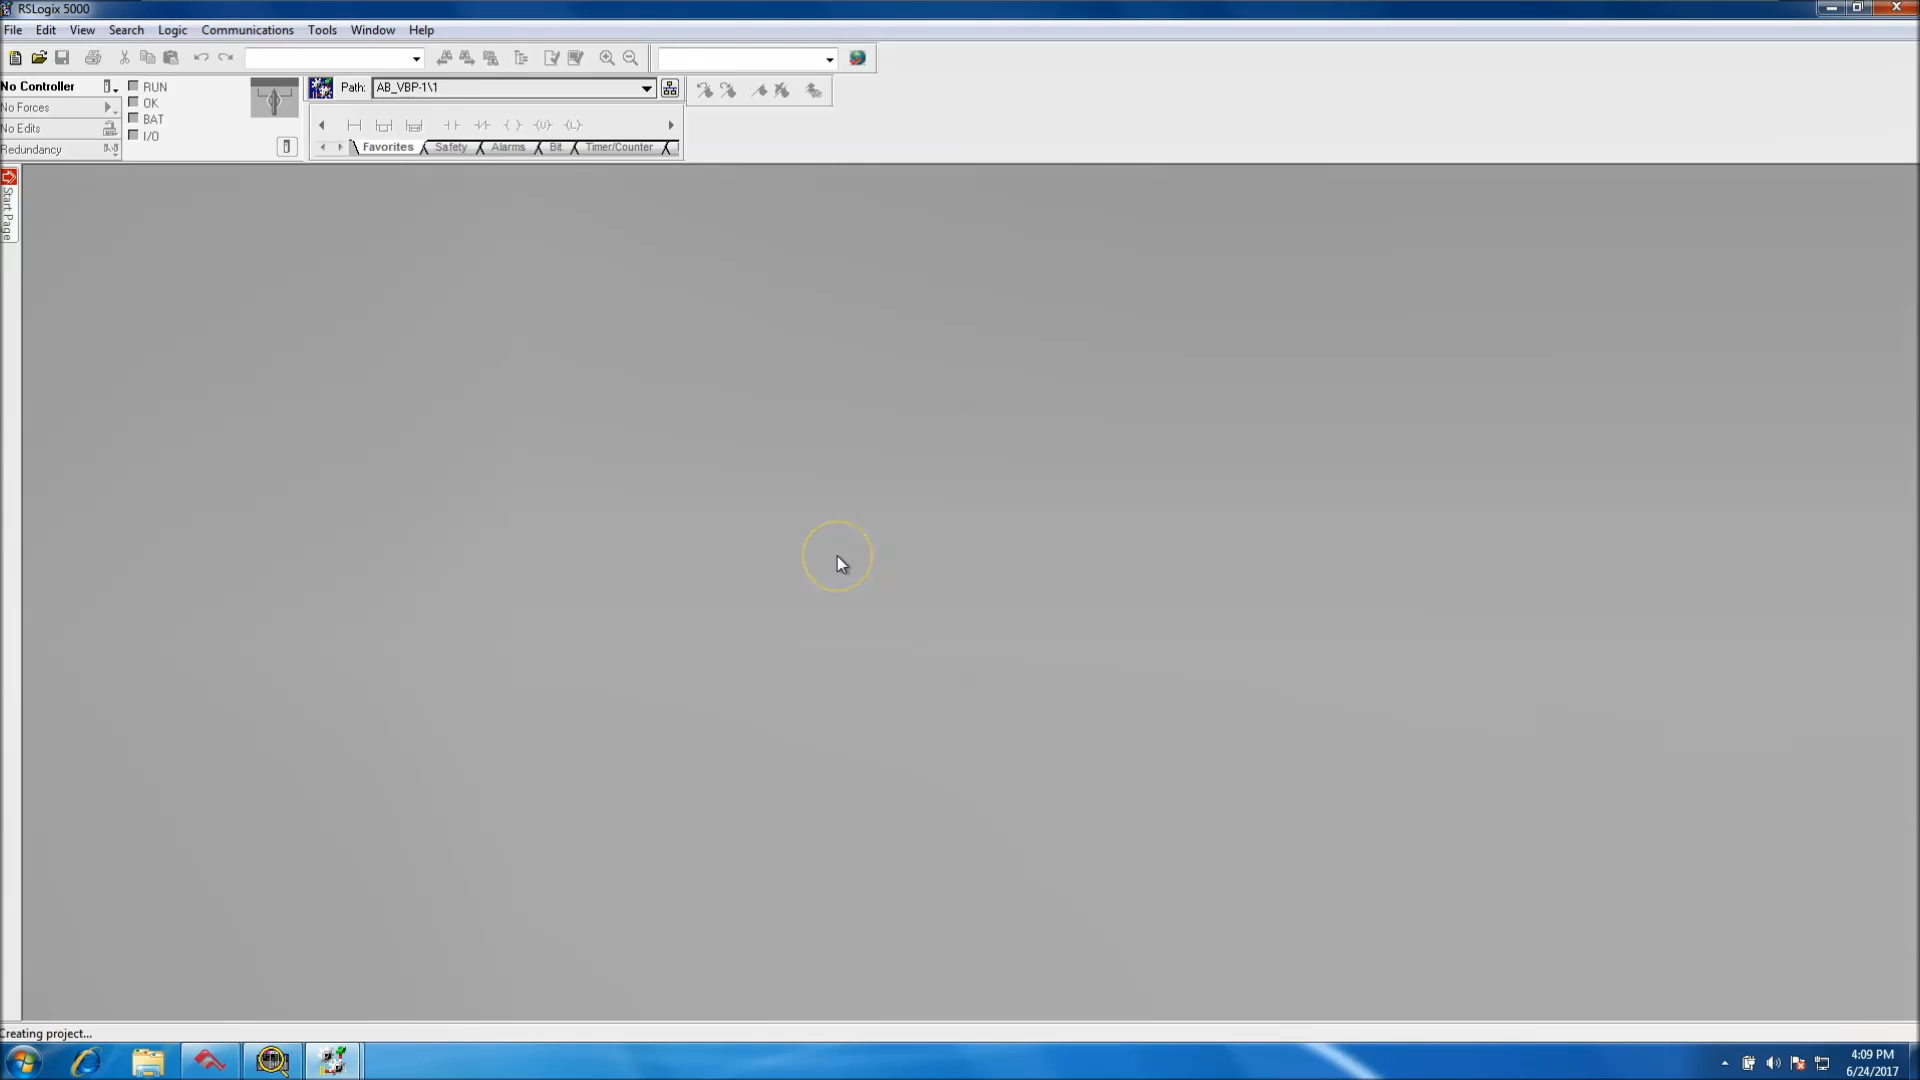 RSLogix 5000
File Edit View Search Logic Communications Tools Window Help
No Controller
RUN
Path: AB_VBP-1\1
No Forces
OK
No Edits
BAT
I/O
Redundancy
Favorites Safety Alarms Bit Timer/Counter
Start Page
Creating project...
4:09 PM
6/24/2017